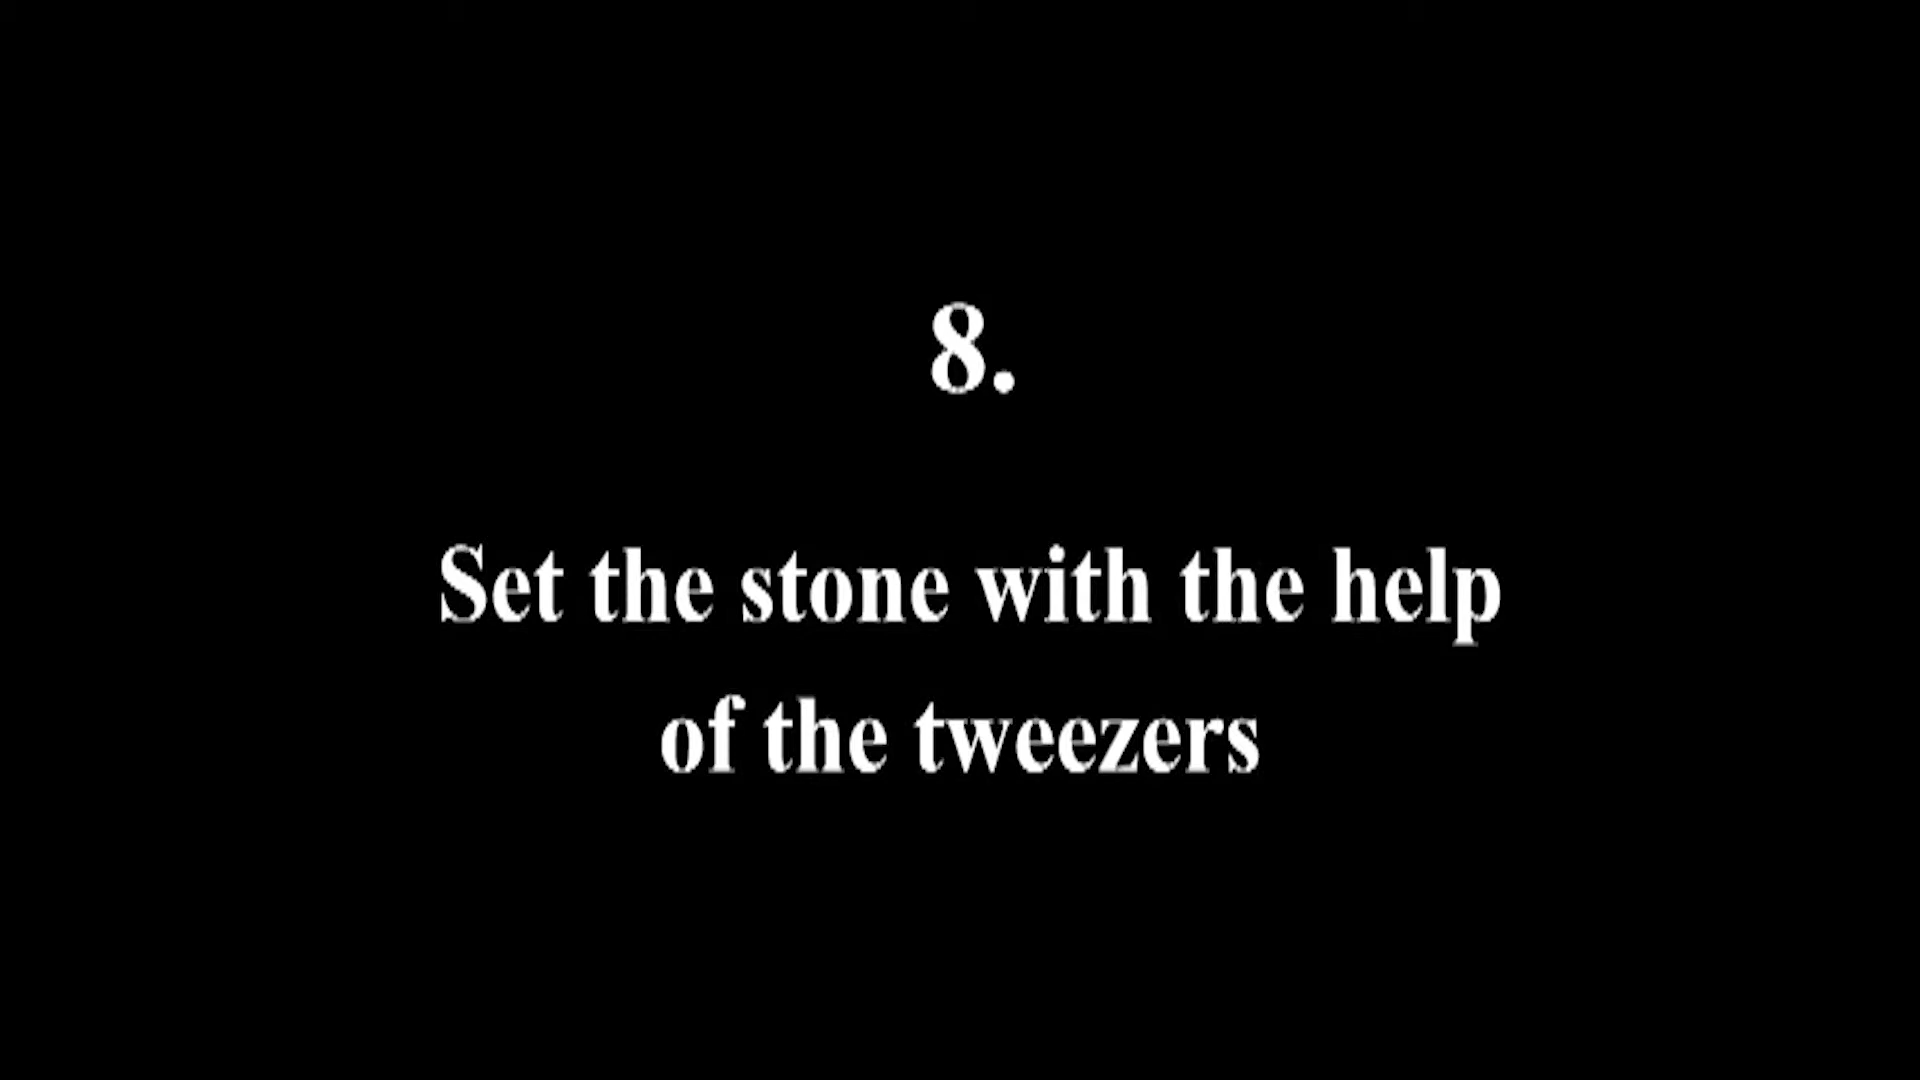 8.
Set the stone with the help
of the tweezers